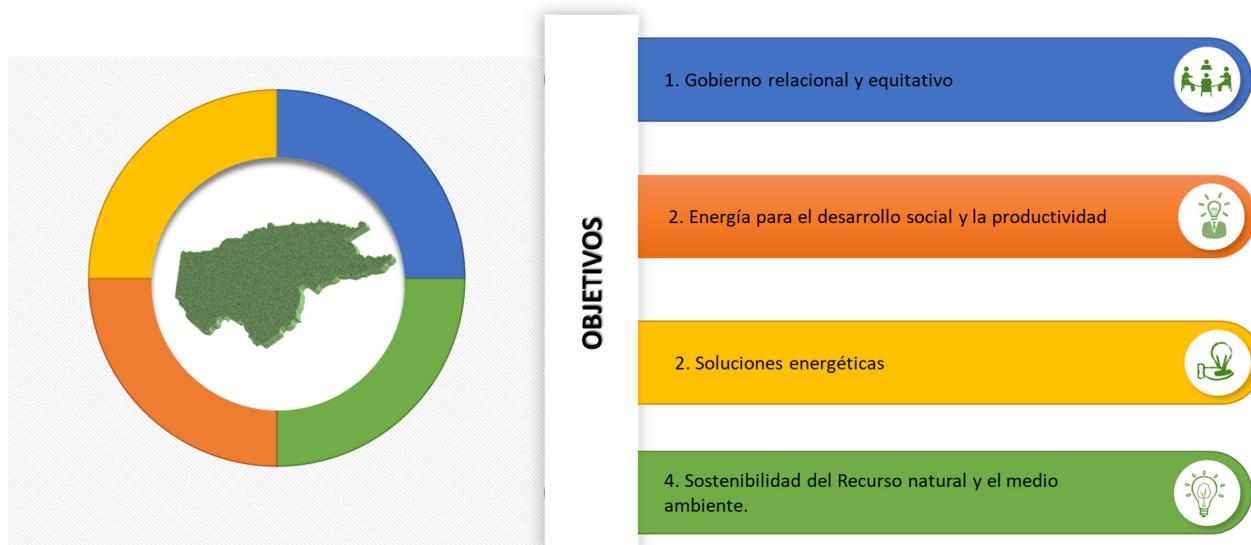 OBJETIVOS
1. Gobierno relacional y equitativo
2. Energía para el desarrollo social y la productividad
2. Soluciones energéticas
4. Sostenibilidad del Recurso natural y el medio
ambiente.